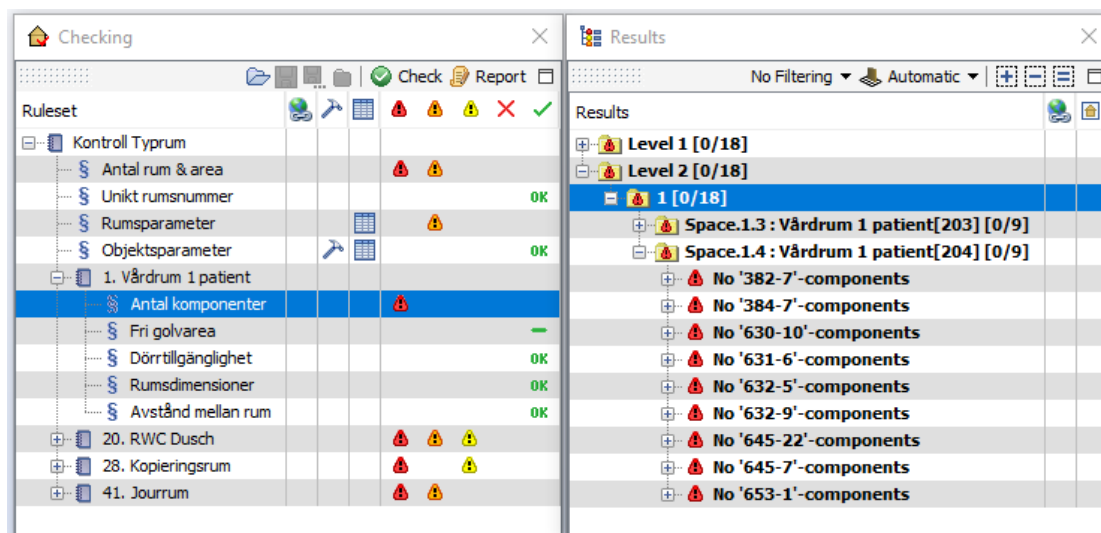 Checking
Check Report
Ruleset
Kontroll Typrum
§ Antal rum & area
§ Unikt rumsnummer OK
§ Rumsparameter
§ Objektsparameter OK
1. Vårdrum 1 patient
§ Antal komponenter
§ Fri golvarea
§ Dörrtillgänglighet OK
§ Rumsdimensioner OK
§ Avstånd mellan rum OK
20. RWC Dusch
28. Kopieringsrum
41. Jourrum
Results
No Filtering Automatic
Results
Level 1 [0/18]
Level 2 [0/18]
1 [0/18]
Space.1.3 : Vårdrum 1 patient[203] [0/9]
Space.1.4 : Vårdrum 1 patient[204] [0/9]
No '382-7'-components
No '384-7'-components
No '630-10'-components
No '631-6'-components
No '632-5'-components
No '632-9'-components
No '645-22'-components
No '645-7'-components
No '653-1'-components